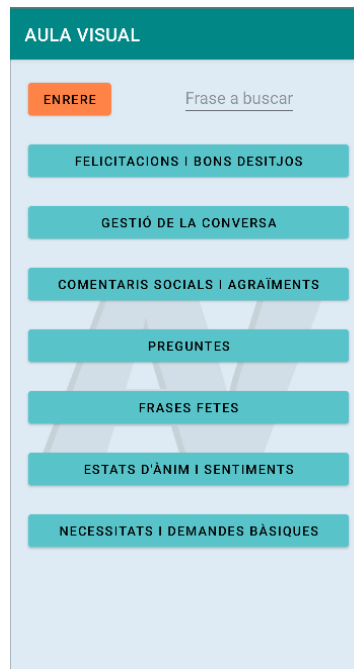 AULA VISUAL
ENRERE
Frase a buscar
FELICITACIONS I BONS DESITJOS
GESTIÓ DE LA CONVERSA
COMENTARIS SOCIALS I AGRAÏMENTS
PREGUNTES
FRASES FETES
ESTATS D'ÀNIM I SENTIMENTS
NECESSITATS I DEMANDES BÀSIQUES